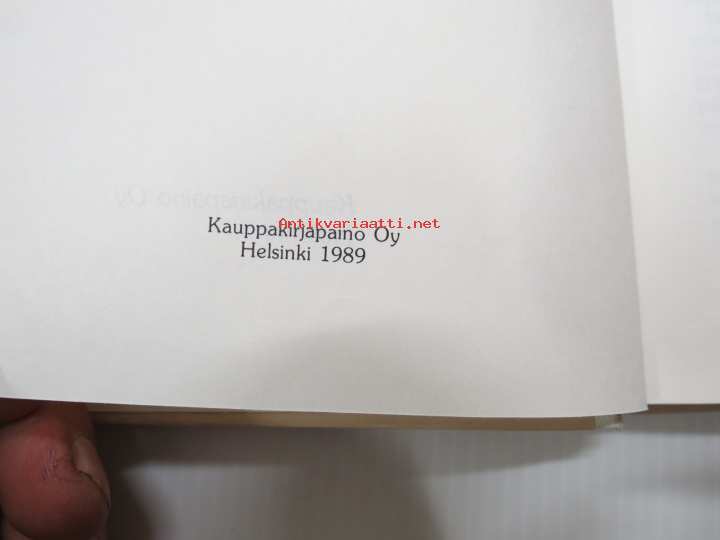 Antikvariaatti.net
Kauppakirjapaino Oy
Helsinki 1989